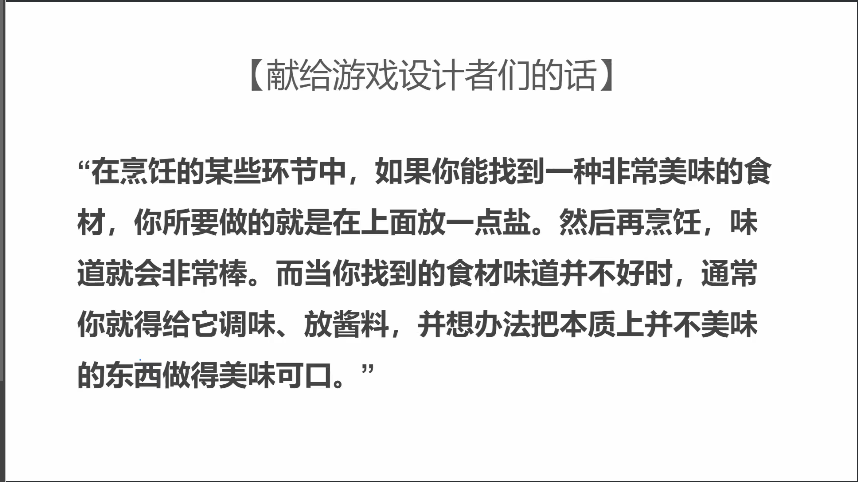 【献给游戏设计者们的话】
“在烹饪的某些环节中，如果你能找到一种非常美味的食
材，你所要做的就是在上面放一点盐。然后再烹饪，味
道就会非常棒。而当你找到的食材味道并不好时，通常
你就得给它调味、放酱料，并想办法把本质上并不美味
的东西做得美味可口。”